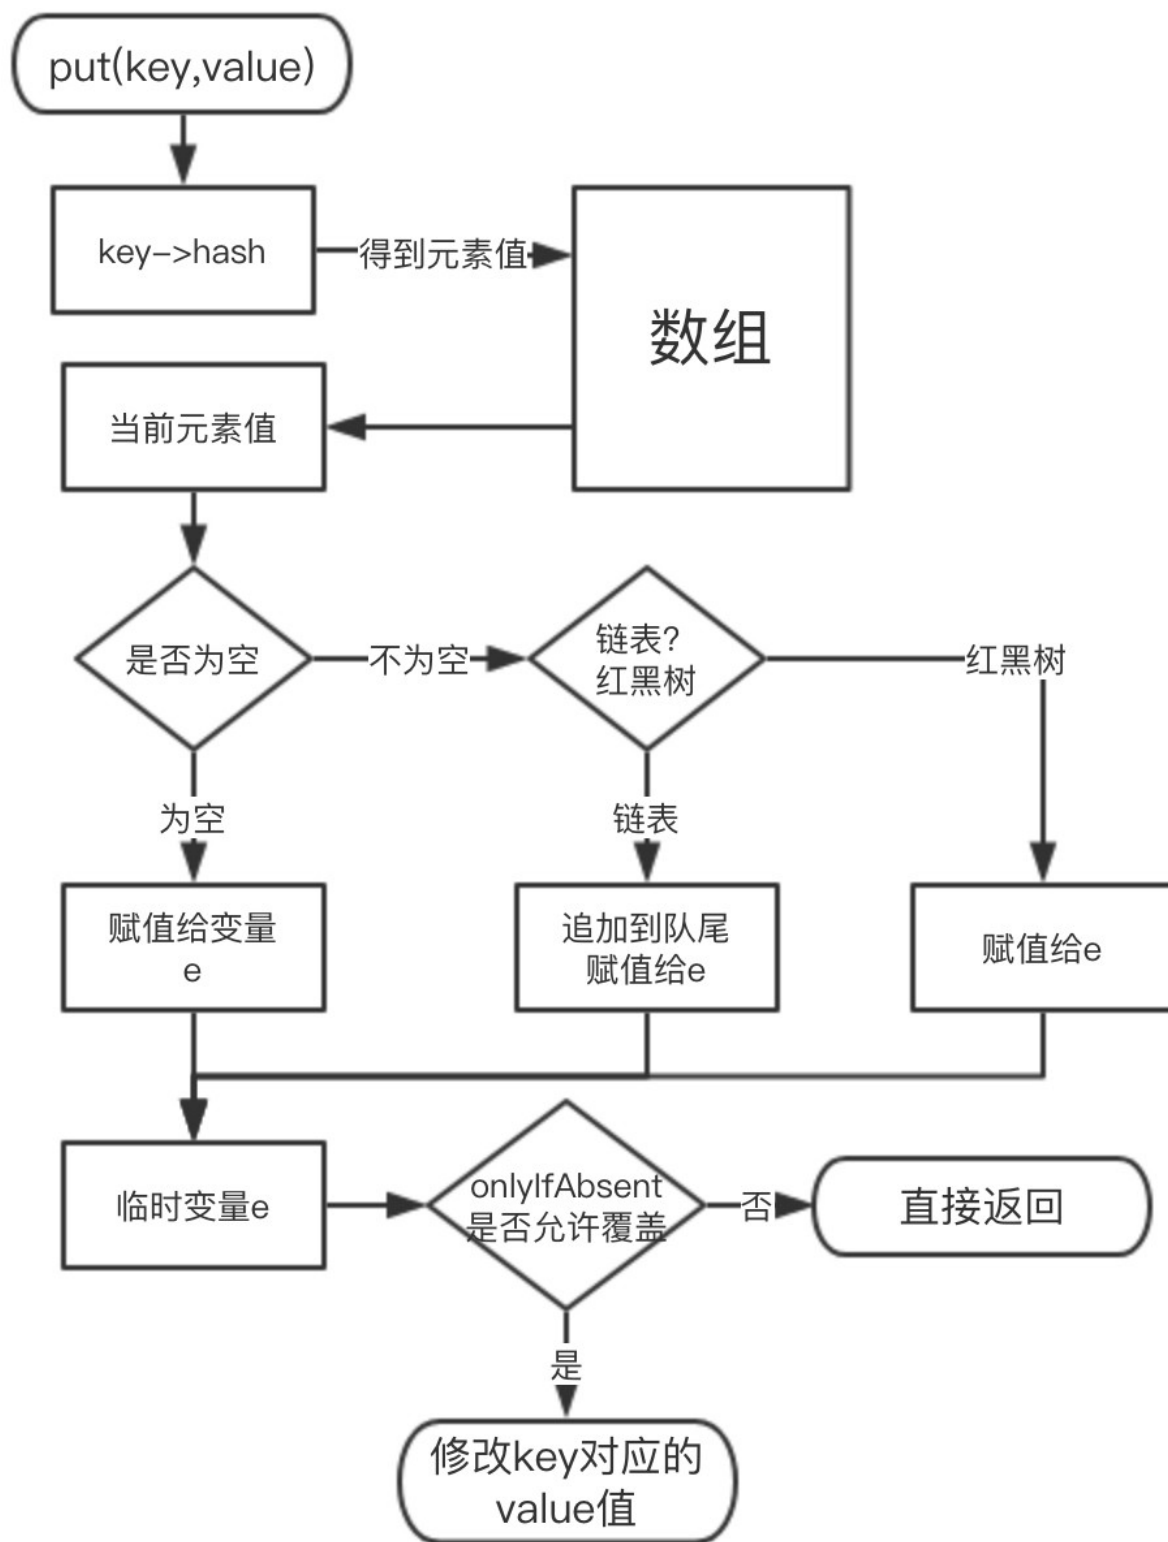 put(key,value)
key->hash
得到元素值
数组
当前元素值
是否为空
不为空
链表?
红黑树
红黑树
为空
链表
赋值给变量
e
追加到队尾
赋值给e
赋值给e
临时变量e
onlyIfAbsent
是否允许覆盖
否
直接返回
是
修改key对应的
value值